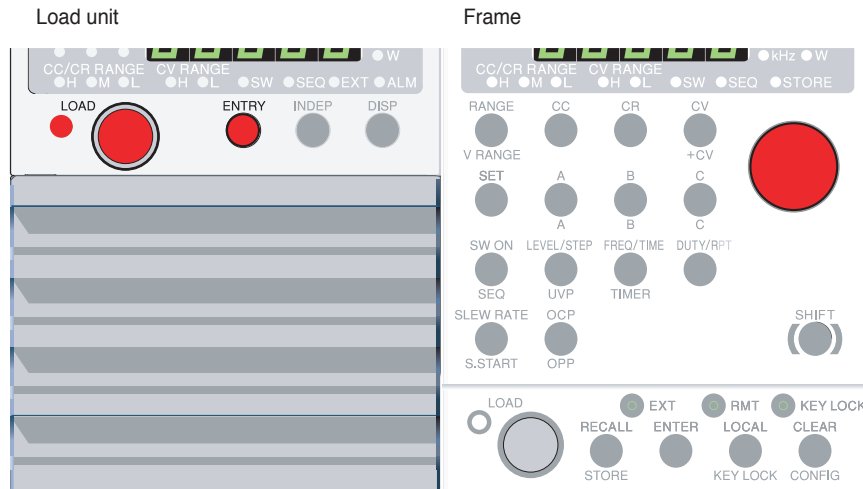 Load unit
W
CC/CR RANGE CV RANGE
H M L H L SW SEQ EXT ALM
LOAD ENTRY INDEP DISP
Frame
kHz W
CC/CR RANGE CV RANGE
H M L H L SW SEQ STORE
RANGE CC CR CV
V RANGE +CV
SET A B C
A B C
SW ON LEVEL/STEP FREQ/TIME DUTY/RPT
SEQ UVP TIMER
SLEW RATE OCP SHIFT
S.START OPP
LOAD EXT RMT KEY LOCK
RECALL ENTER LOCAL CLEAR
STORE KEY LOCK CONFIG